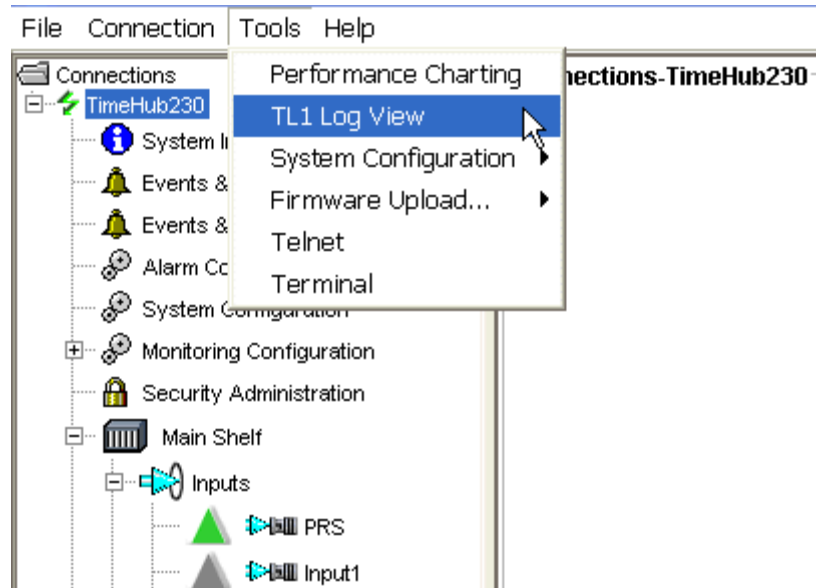 File Connection Tools Help
Connections
TimeHub230
System I
Events &
Events &
Alarm Co
System Configuration
Monitoring Configuration
Security Administration
Main Shelf
Inputs
PRS
Input1
Performance Charting
TL1 Log View
System Configuration
Firmware Upload...
Telnet
Terminal
nections-TimeHub230